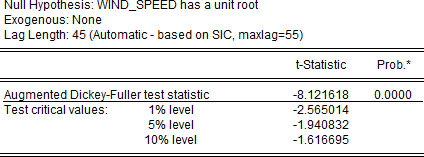 Null Hypothesis: WIND_SPEED has a unit root
Exogenous: None
Lag Length: 45 (Automatic - based on SIC, maxlag=55)
t-Statistic Prob.*
Augmented Dickey-Fuller test statistic -8.121618 0.0000
Test critical values: 1% level -2.565014
5% level -1.940832
10% level -1.616695